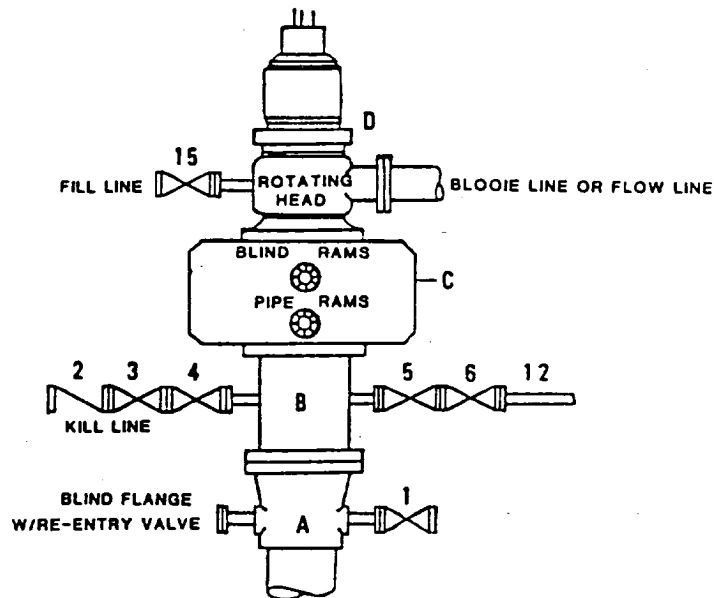 D
15
FILL LINE
ROTATING
HEAD
BLOOIE LINE OR FLOW LINE
BLIND RAMS
C
PIPE RAMS
2 3 4
5 6 12
B
KILL LINE
BLIND FLANGE
W/RE-ENTRY VALVE
1
A